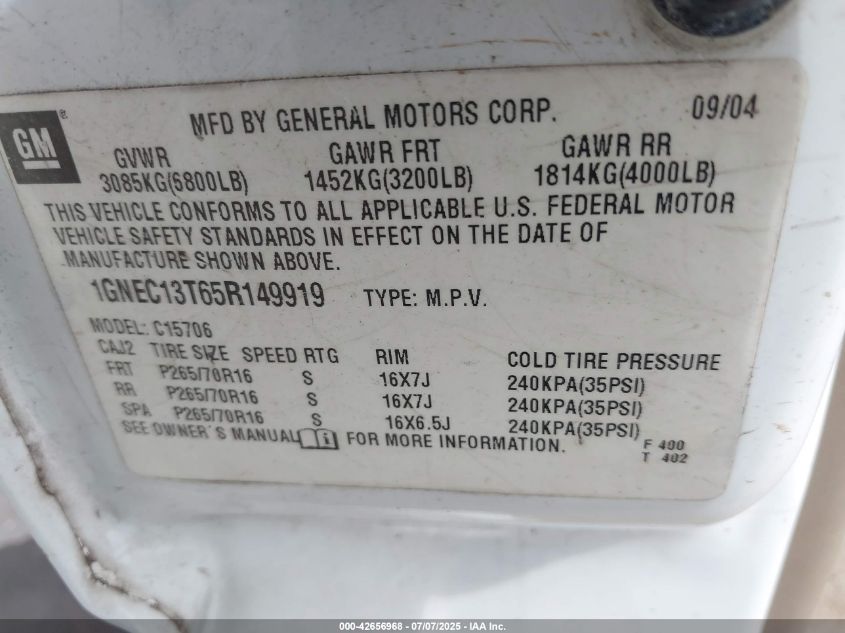 GM®
MFD BY GENERAL MOTORS CORP. 09/04
GVWR GAWR FRT GAWR RR
3085KG(6800LB) 1452KG(3200LB) 1814KG(4000LB)
THIS VEHICLE CONFORMS TO ALL APPLICABLE U.S. FEDERAL MOTOR
VEHICLE SAFETY STANDARDS IN EFFECT ON THE DATE OF
MANUFACTURE SHOWN ABOVE.
1GNEC13T65R149919 TYPE: M.P.V.
MODEL: C15706
CAJ2 TIRE SIZE SPEED RTG RIM COLD TIRE PRESSURE
FRT P265/70R16 S 16X7J 240KPA(35PSI)
RR P265/70R16 S 16X7J 240KPA(35PSI)
SPA P265/70R16 S 16X6.5J 240KPA(35PSI)
SEE OWNER'S MANUAL FOR MORE INFORMATION.
F 400
T 402
000-42656968 - 07/07/2025 - IAA Inc.